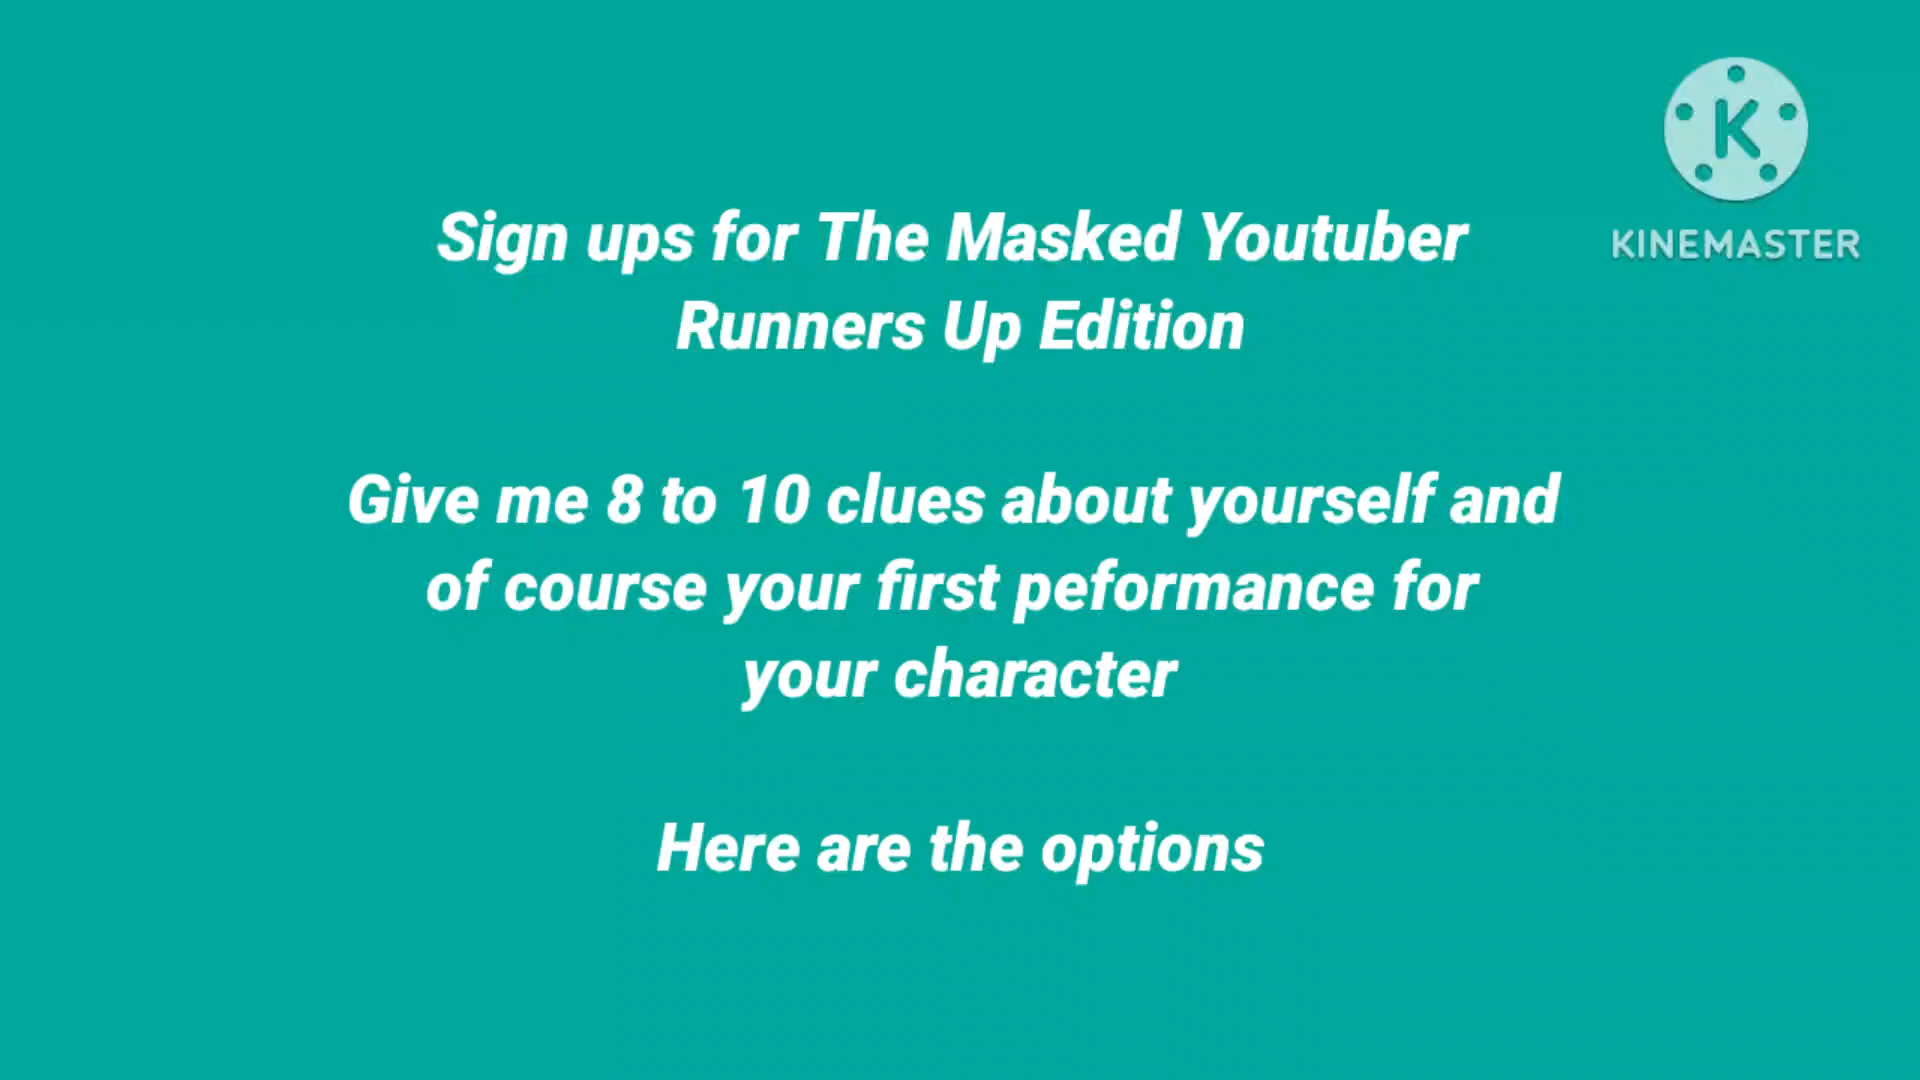 KINEMASTER
Sign ups for The Masked Youtuber
Runners Up Edition
Give me 8 to 10 clues about yourself and
of course your first peformance for
your character
Here are the options